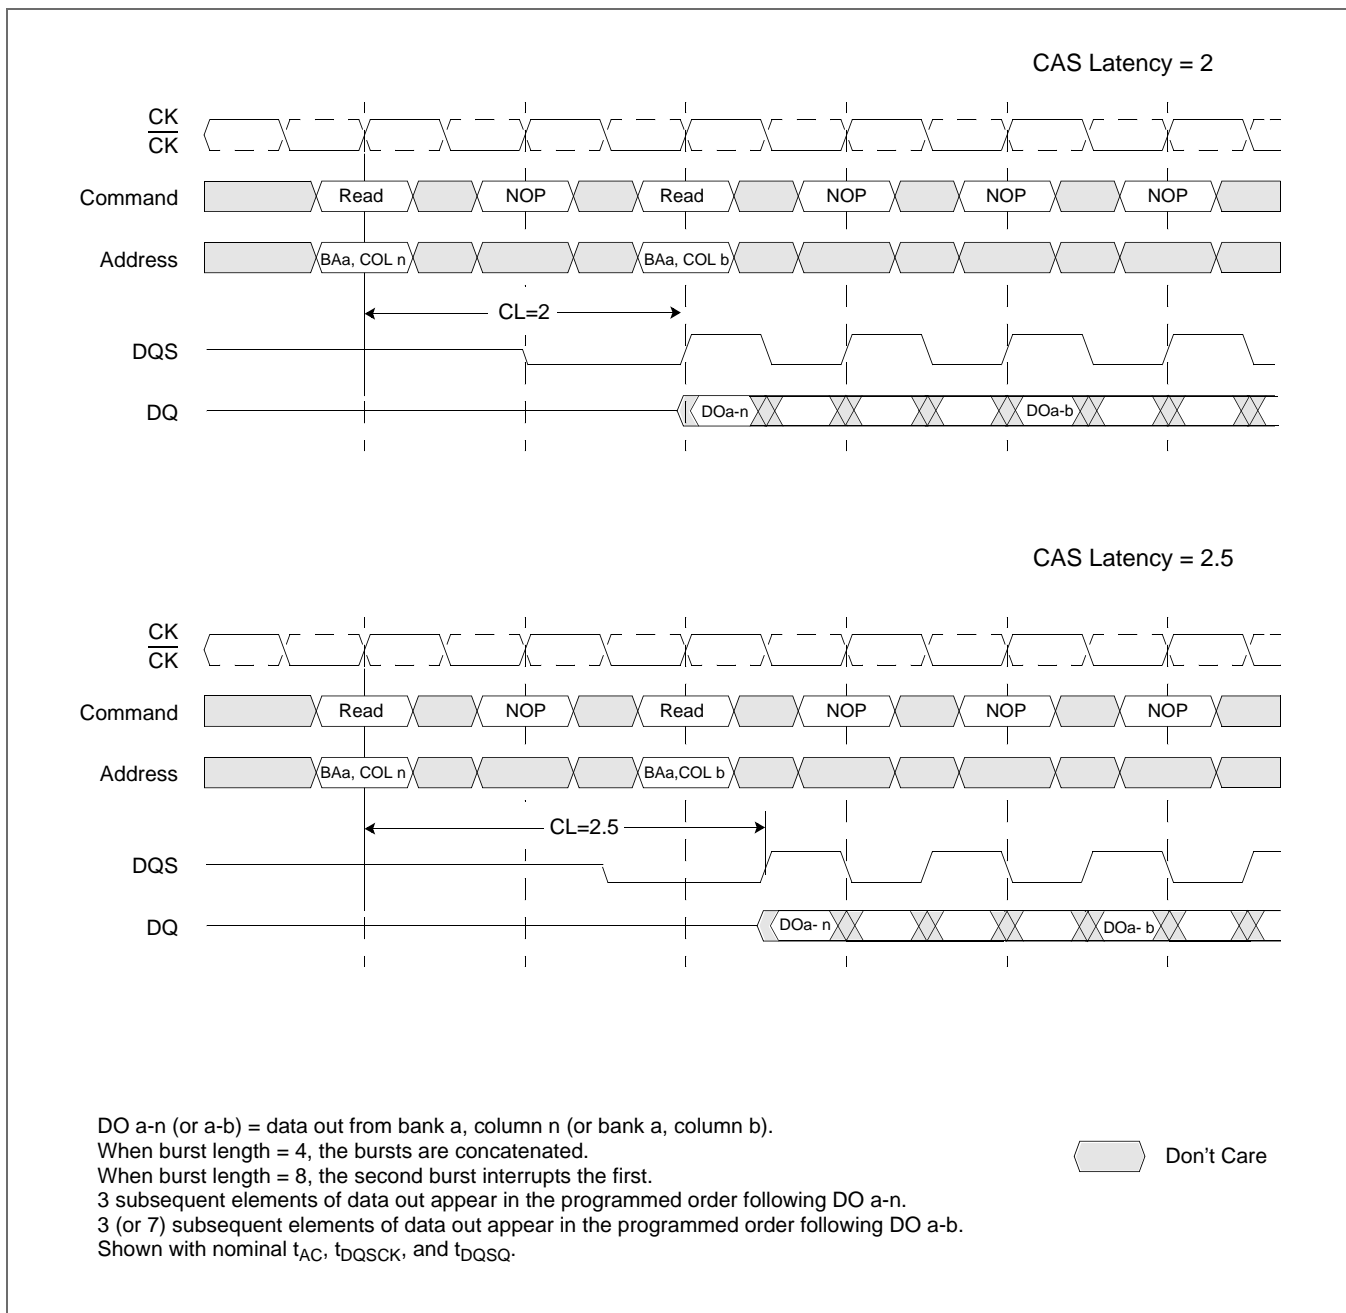 CAS Latency = 2
CK
CK
Command Read NOP Read NOP NOP NOP
Address BAa, COL n BAa, COL b
CL=2
DQS
DQ DOa-n DOa-b
CAS Latency = 2.5
CK
CK
Command Read NOP Read NOP NOP NOP
Address BAa, COL n BAa,COL b
CL=2.5
DQS
DQ DOa- n DOa- b
DO a-n (or a-b) = data out from bank a, column n (or bank a, column b).
When burst length = 4, the bursts are concatenated.
When burst length = 8, the second burst interrupts the first.
3 subsequent elements of data out appear in the programmed order following DO a-n.
3 (or 7) subsequent elements of data out appear in the programmed order following DO a-b.
Shown with nominal tAC, tDQSCK, and tDQSQ.
Don't Care